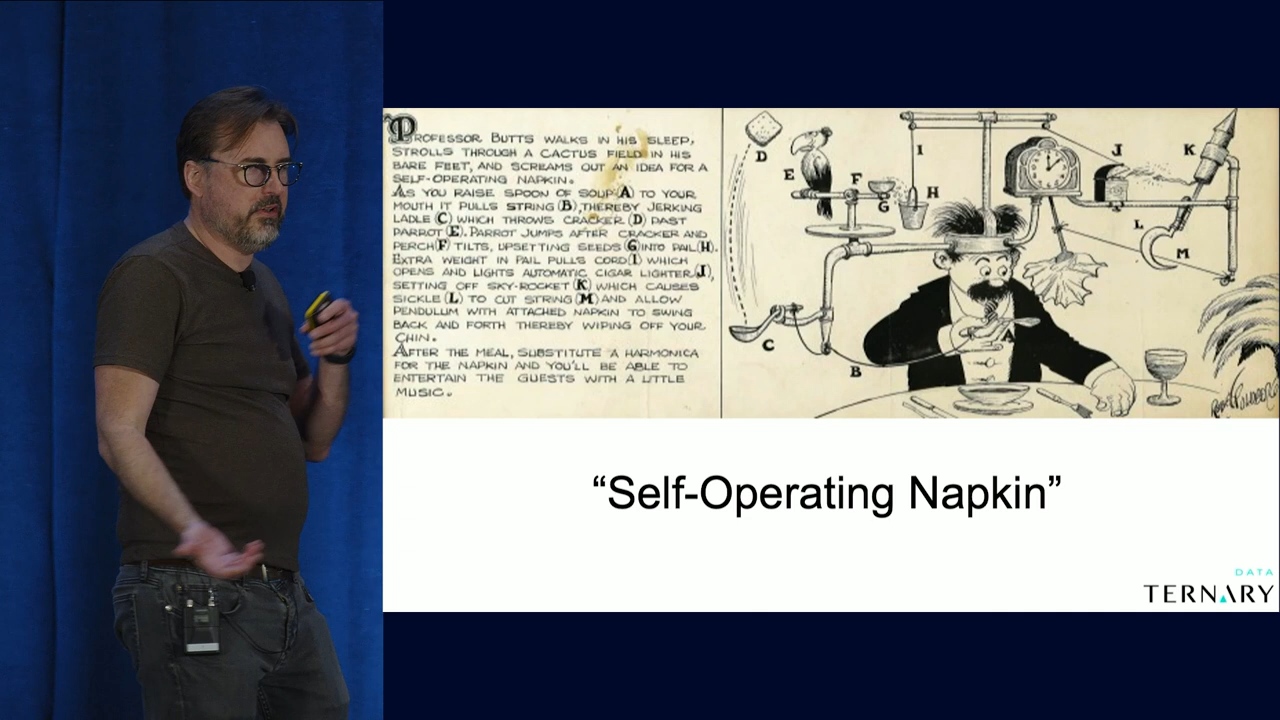 PROFESSOR BUTTS WALKS IN HIS SLEEP,
STROLLS THROUGH A CACTUS FIELD IN HIS
BARE FEET, AND SCREAMS OUT AN IDEA FOR A
SELF-OPERATING NAPKIN.
AS YOU RAISE SPOON OF SOUP (A) TO YOUR
MOUTH IT PULLS STRING (B), THEREBY JERKING
LADLE (C) WHICH THROWS CRACKER (D) PAST
PARROT (E). PARROT JUMPS AFTER CRACKER AND
PERCH (F) TILTS, UPSETTING SEEDS (G) INTO PAIL (H).
EXTRA WEIGHT IN PAIL PULLS CORD (I) WHICH
OPENS AND LIGHTS AUTOMATIC CIGAR LIGHTER (J),
SETTING OFF SKY-ROCKET (K) WHICH CAUSES
SICKLE (L) TO CUT STRING (M) AND ALLOW
PENDULUM WITH ATTACHED NAPKIN TO SWING
BACK AND FORTH THEREBY WIPING OFF YOUR
CHIN.
AFTER THE MEAL, SUBSTITUTE A HARMONICA
FOR THE NAPKIN AND YOU'LL BE ABLE TO
ENTERTAIN THE GUESTS WITH A LITTLE
MUSIC.
D
E
F
G
H
I
J
K
L
M
A
B
C
"Self-Operating Napkin"
DATA
TERNARY